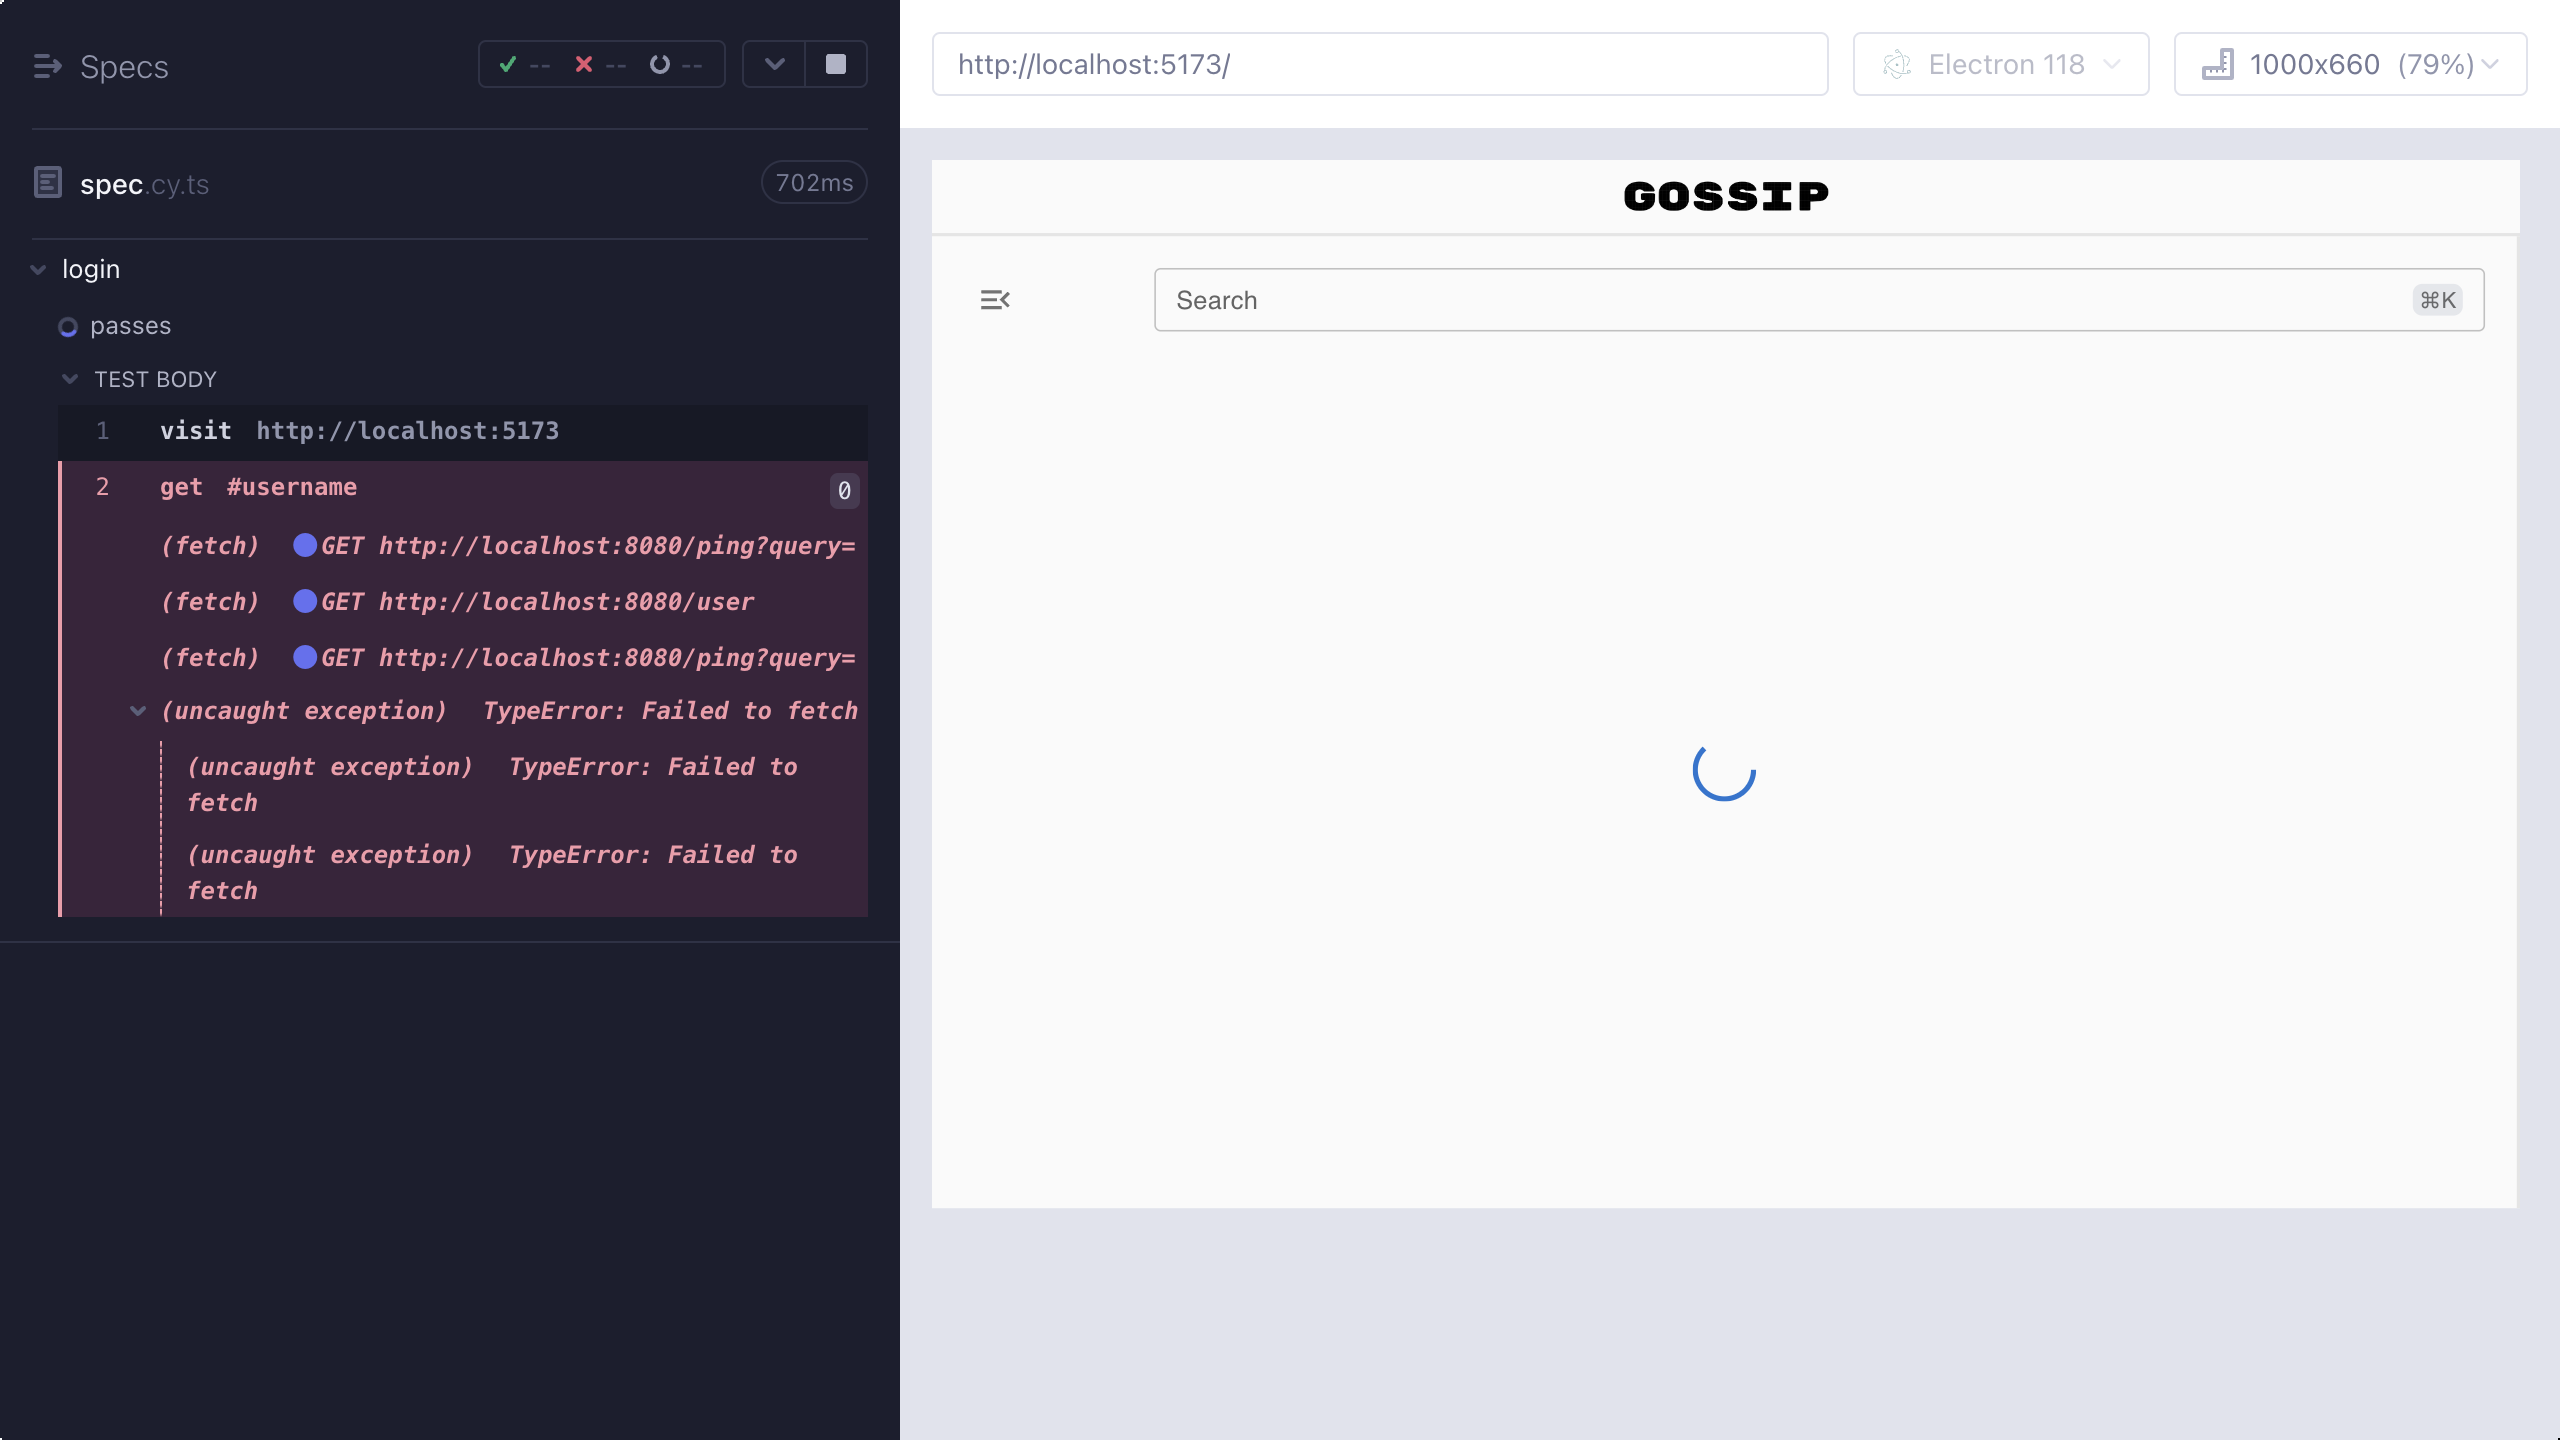 Specs
--
--
--
spec.cy.ts
702ms
login
passes
TEST BODY
1 visit http://localhost:5173
2 get #username 0
(fetch) GET http://localhost:8080/ping?query=
(fetch) GET http://localhost:8080/user
(fetch) GET http://localhost:8080/ping?query=
(uncaught exception) TypeError: Failed to fetch
(uncaught exception) TypeError: Failed to
fetch
(uncaught exception) TypeError: Failed to
fetch
http://localhost:5173/
Electron 118
1000x660 (79%)
GOSSIP
Search
⌘K